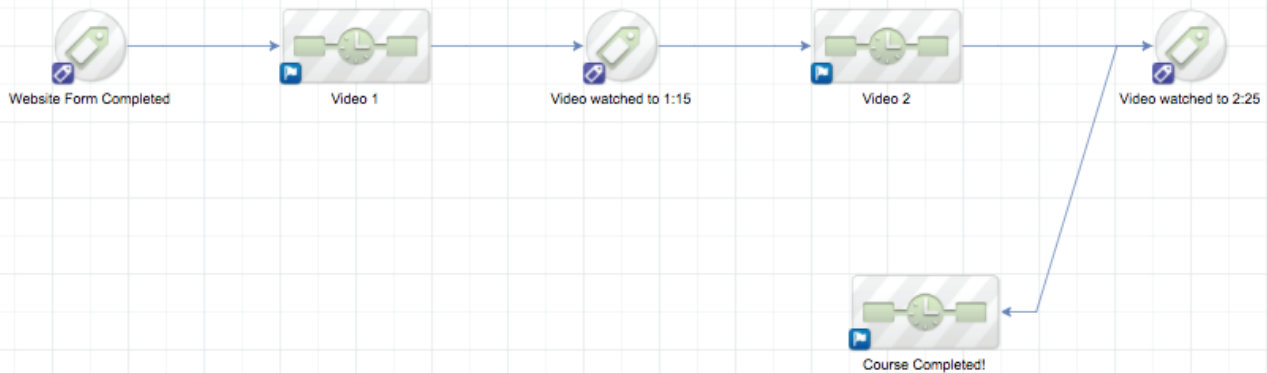 Website Form Completed
Video 1
Video watched to 1:15
Video 2
Video watched to 2:25
Course Completed!